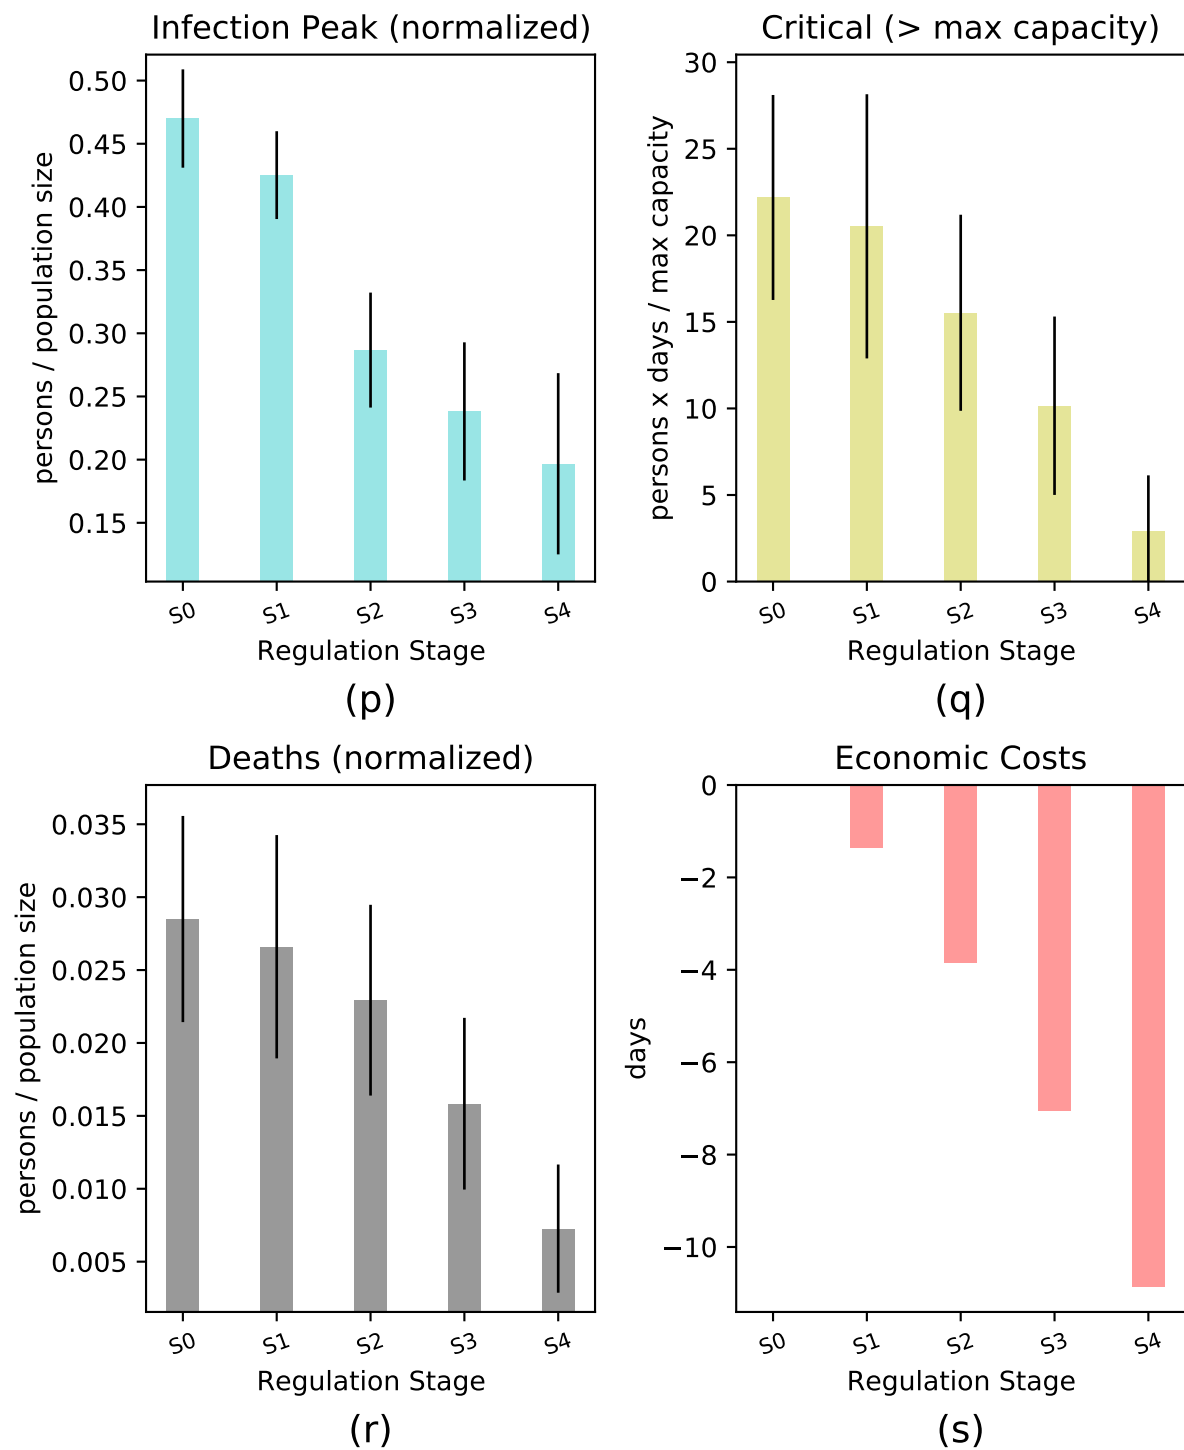 Infection Peak (normalized)
persons / population size
0.50
0.45
0.40
0.35
0.30
0.25
0.20
0.15
S0 S1 S2 S3 S4
Regulation Stage
(p)
Critical (> max capacity)
persons x days / max capacity
30
25
20
15
10
5
0
S0 S1 S2 S3 S4
Regulation Stage
(q)
Deaths (normalized)
persons / population size
0.035
0.030
0.025
0.020
0.015
0.010
0.005
S0 S1 S2 S3 S4
Regulation Stage
(r)
Economic Costs
days
0
−2
−4
−6
−8
−10
S0 S1 S2 S3 S4
Regulation Stage
(s)